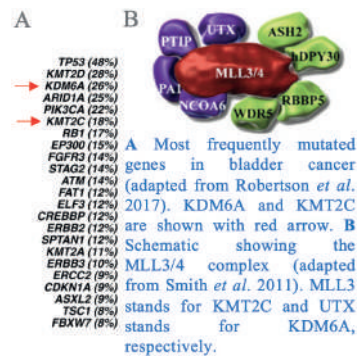 A
TP53 (48%)
KMT2D (28%)
KDM6A (26%)
ARID1A (25%)
PIK3CA (22%)
KMT2C (18%)
RB1 (17%)
EP300 (15%)
FGFR3 (14%)
STAG2 (14%)
ATM (14%)
FAT1 (12%)
ELF3 (12%)
CREBBP (12%)
ERBB2 (12%)
SPTAN1 (12%)
KMT2A (11%)
ERBB3 (10%)
ERCC2 (9%)
CDKN1A (9%)
ASXL2 (9%)
TSC1 (8%)
FBXW7 (8%)
B
PTIP
UTX
ASH2
hDPY30
MLL3/4
PA1
NCOA6
WDR5
RBBP5
A Most frequently mutated
genes in bladder cancer
(adapted from Robertson et al.
2017). KDM6A and KMT2C
are shown with red arrow. B
Schematic showing the
MLL3/4 complex (adapted
from Smith et al. 2011). MLL3
stands for KMT2C and UTX
stands for KDM6A,
respectively.